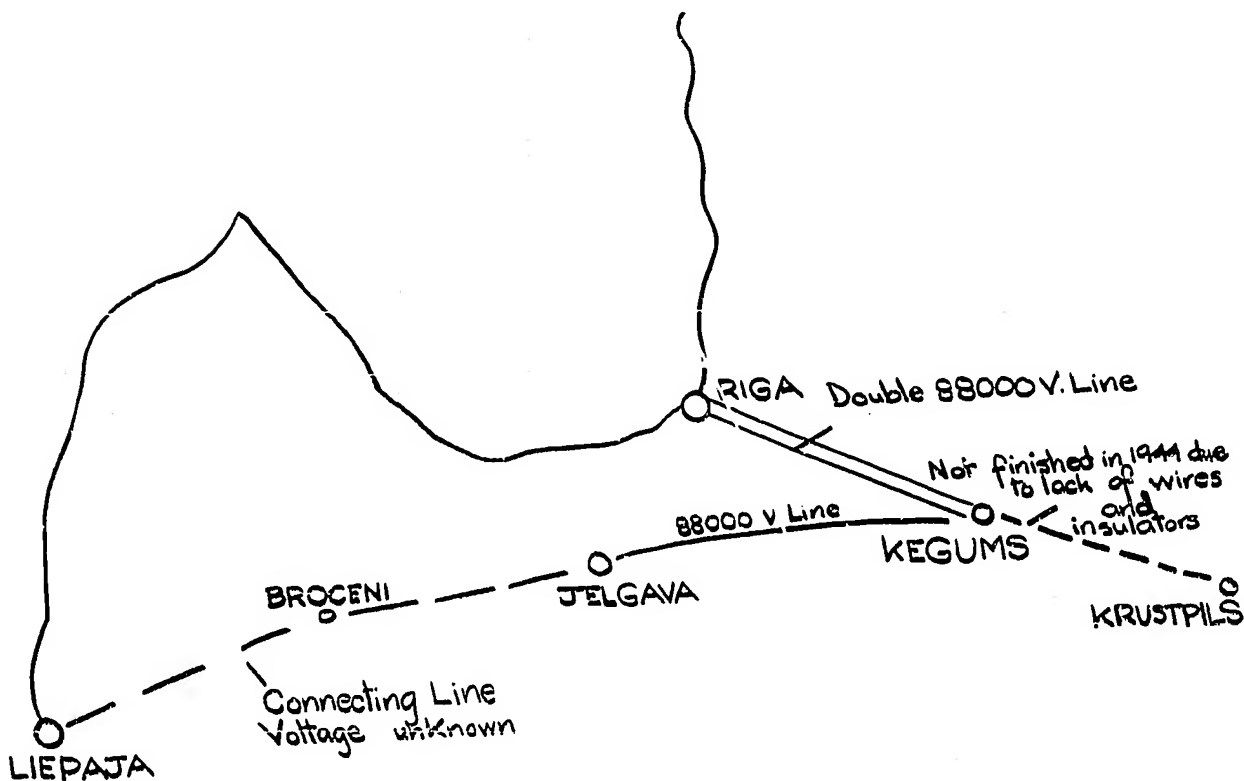 RIGA
Double 88000 V. Line
Not finished in 1944 due
to lack of wires
and
insulators
88000 V Line
KEGUMS
JELGAVA
BROCENI
KRUSTPILS
Connecting Line
Voltage unknown
LIEPAJA